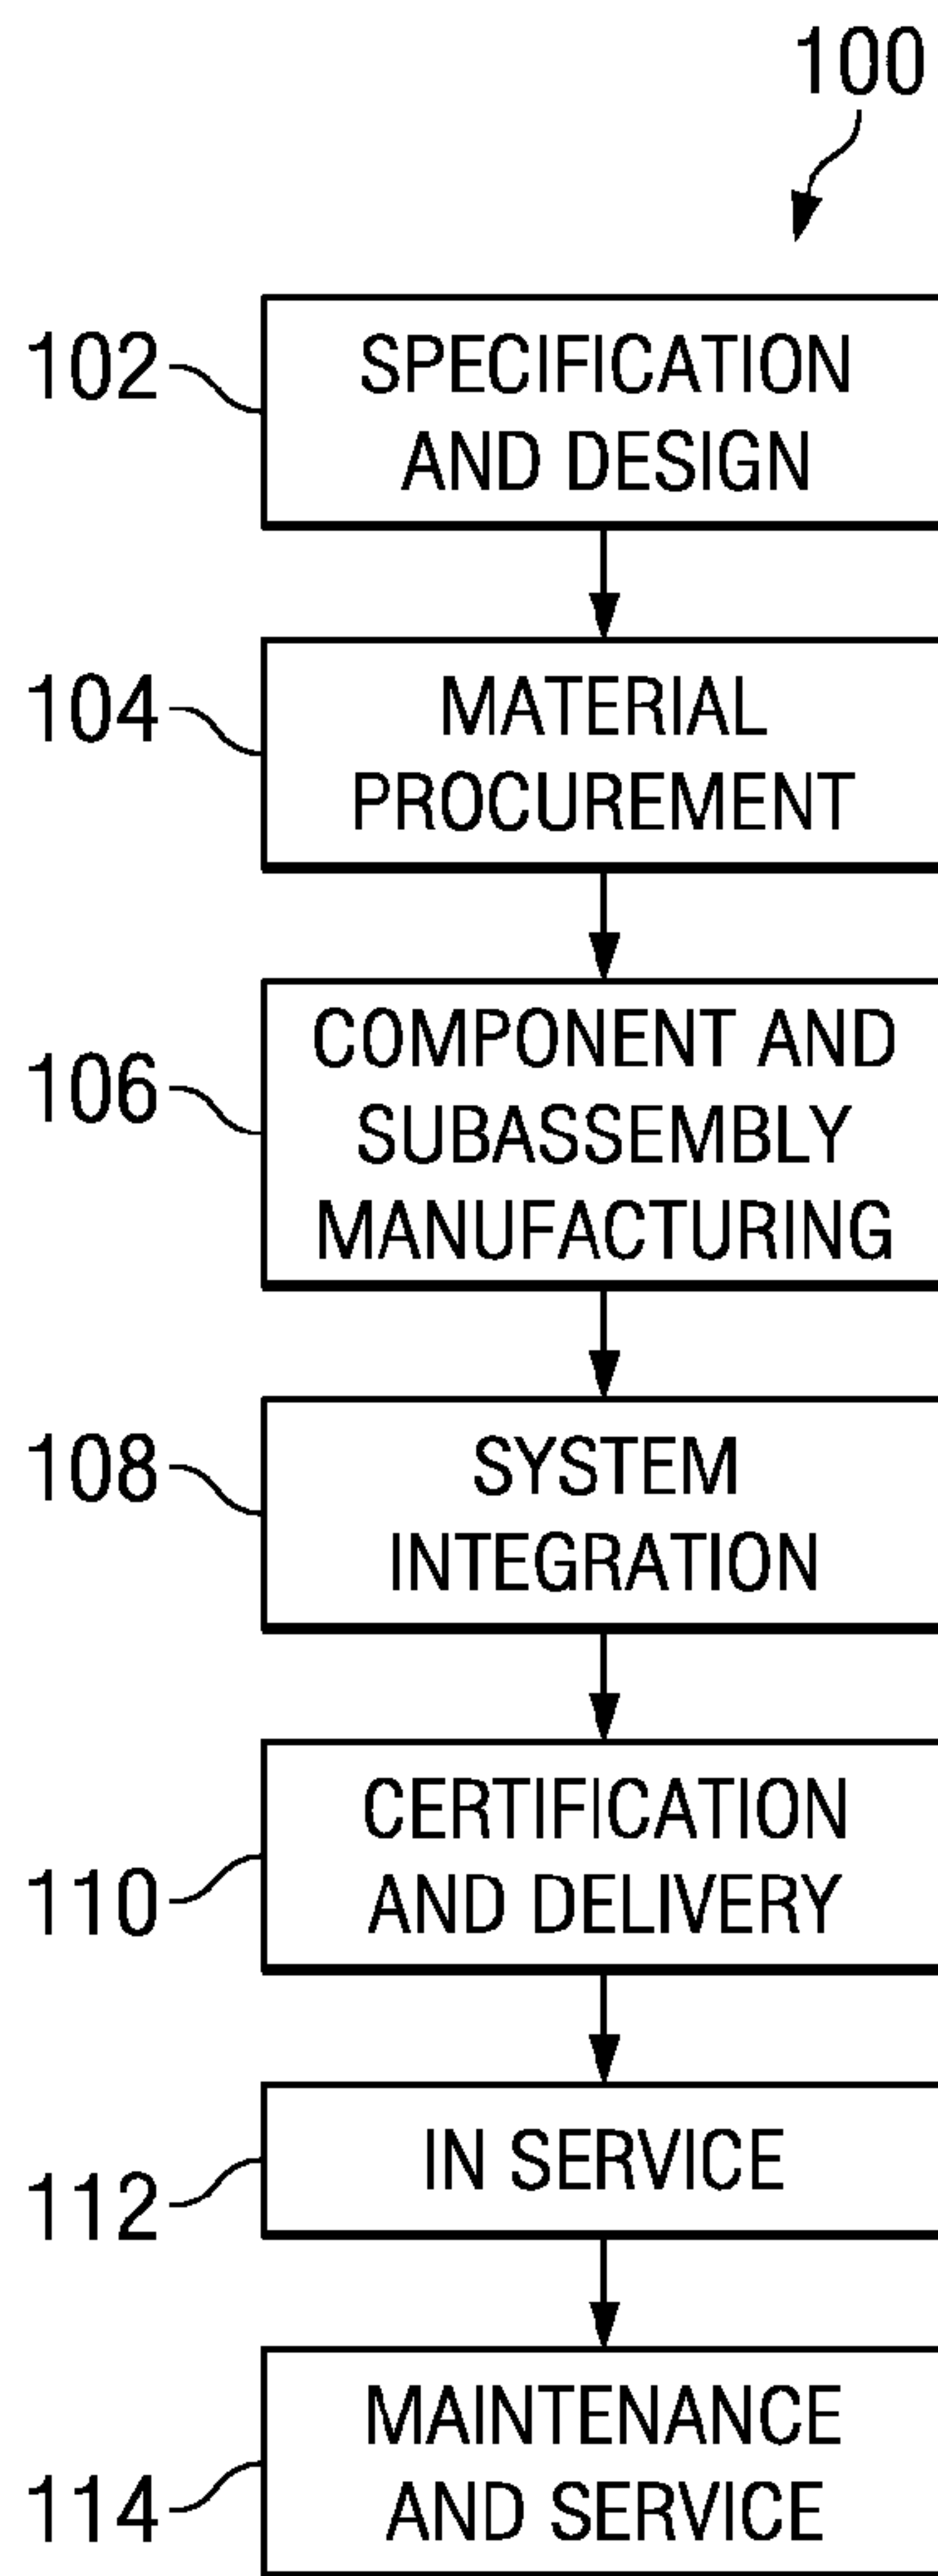 100
102
SPECIFICATION
AND DESIGN
104
MATERIAL
PROCUREMENT
106
COMPONENT AND
SUBASSEMBLY
MANUFACTURING
108
SYSTEM
INTEGRATION
110
CERTIFICATION
AND DELIVERY
112
IN SERVICE
114
MAINTENANCE
AND SERVICE